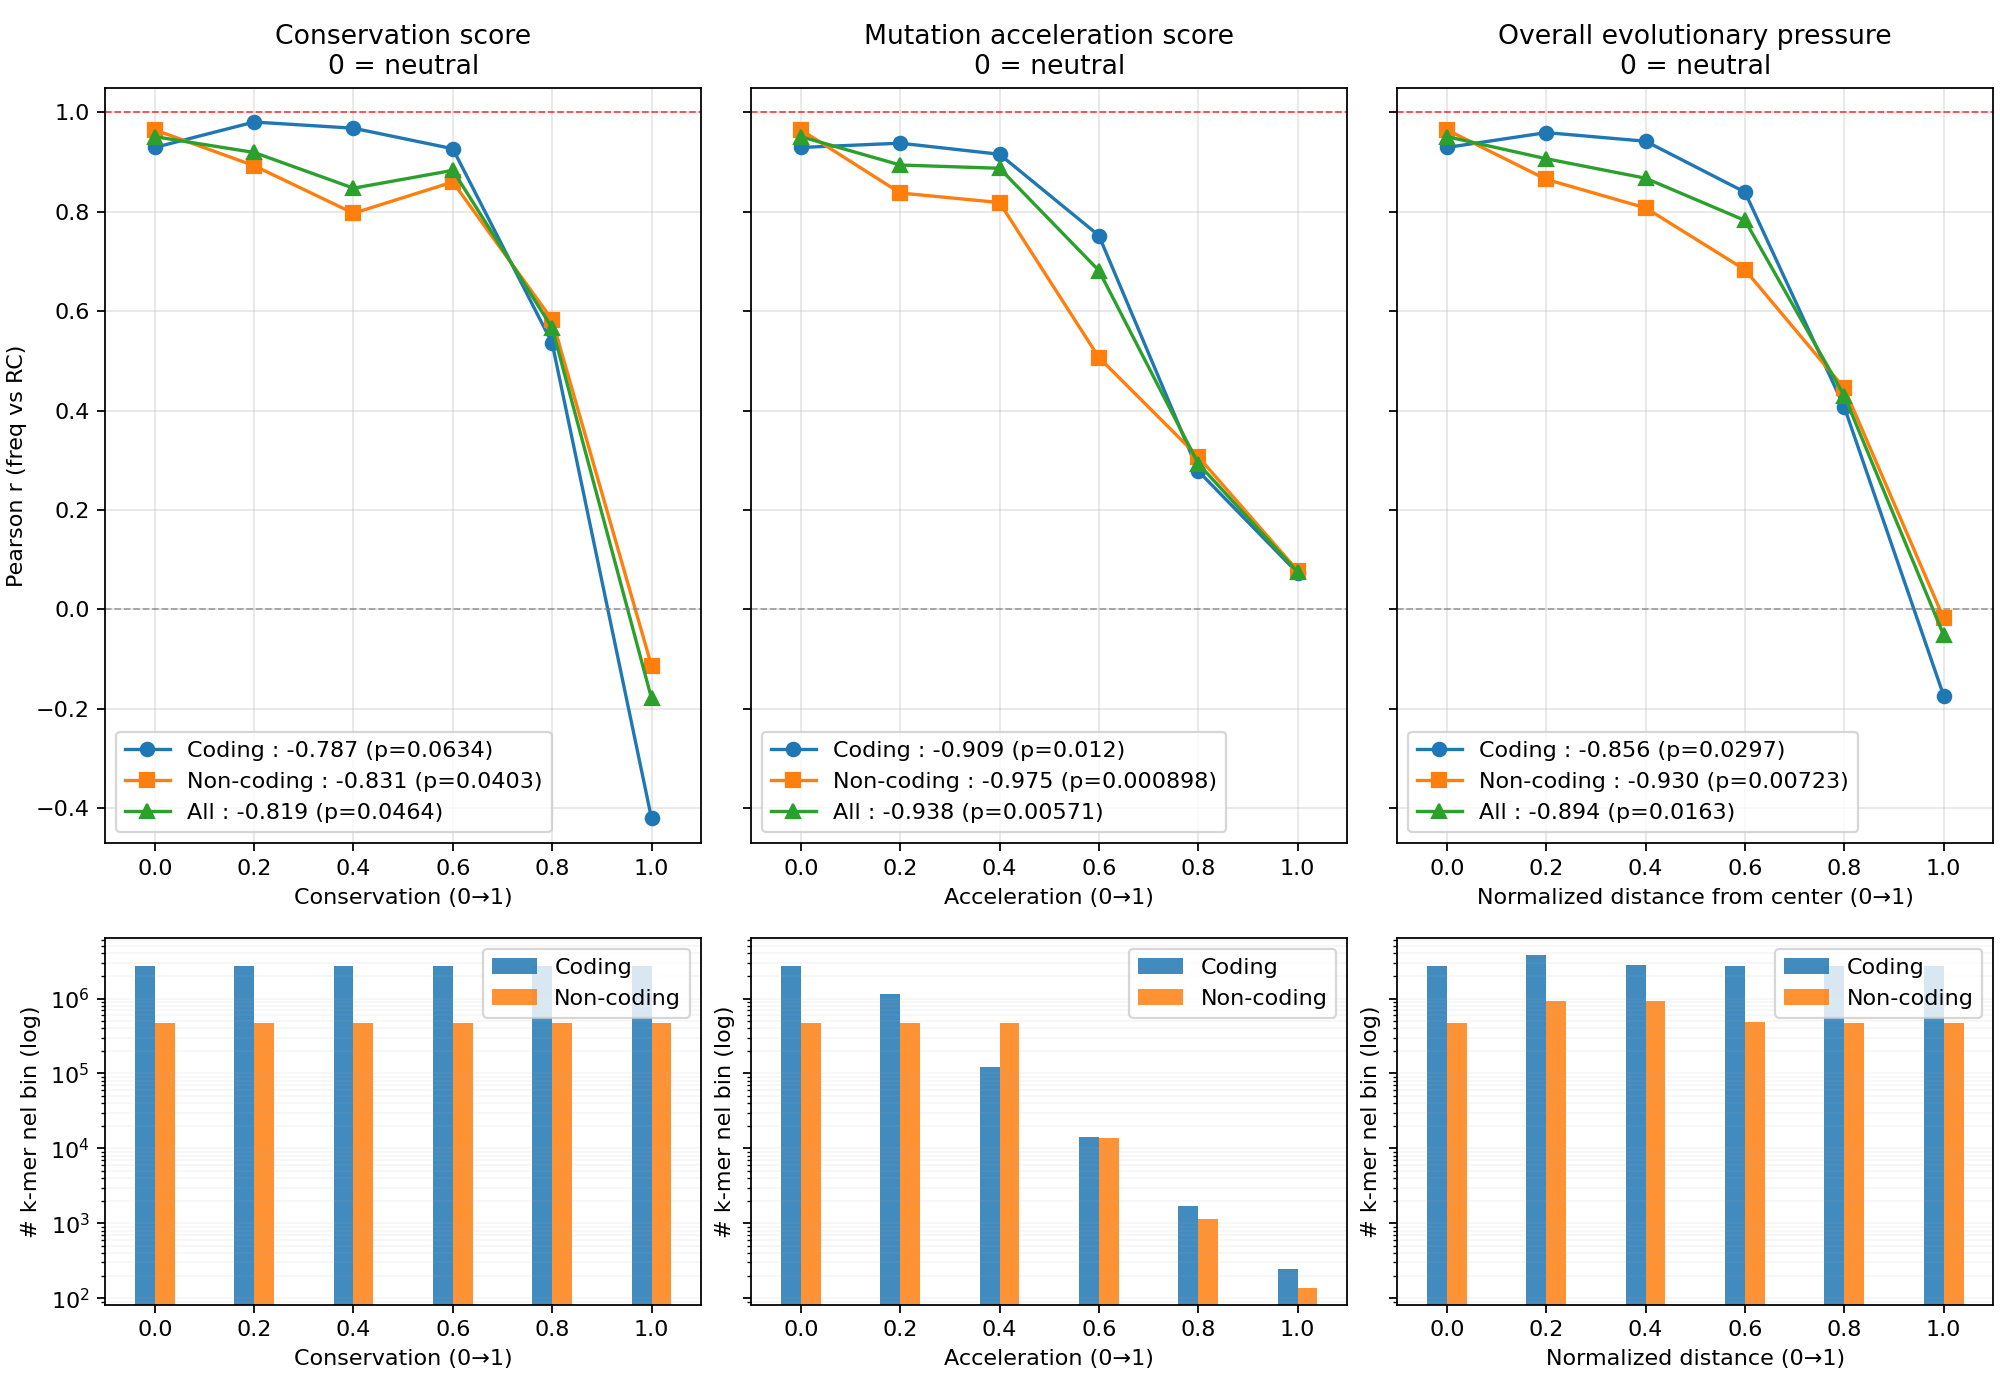 Conservation score
0 = neutral
Mutation acceleration score
0 = neutral
Overall evolutionary pressure
0 = neutral
Pearson r (freq vs RC)
1.0
0.8
0.6
0.4
0.2
0.0
−0.2
−0.4
Coding : -0.787 (p=0.0634)
Non-coding : -0.831 (p=0.0403)
All : -0.819 (p=0.0464)
0.0 0.2 0.4 0.6 0.8 1.0
Conservation (0→1)
Coding : -0.909 (p=0.012)
Non-coding : -0.975 (p=0.000898)
All : -0.938 (p=0.00571)
0.0 0.2 0.4 0.6 0.8 1.0
Acceleration (0→1)
Coding : -0.856 (p=0.0297)
Non-coding : -0.930 (p=0.00723)
All : -0.894 (p=0.0163)
0.0 0.2 0.4 0.6 0.8 1.0
Normalized distance from center (0→1)
# k-mer nel bin (log)
10⁶
10⁵
10⁴
10³
10²
Coding
Non-coding
0.0 0.2 0.4 0.6 0.8 1.0
Conservation (0→1)
# k-mer nel bin (log)
Coding
Non-coding
0.0 0.2 0.4 0.6 0.8 1.0
Acceleration (0→1)
# k-mer nel bin (log)
Coding
Non-coding
0.0 0.2 0.4 0.6 0.8 1.0
Normalized distance (0→1)